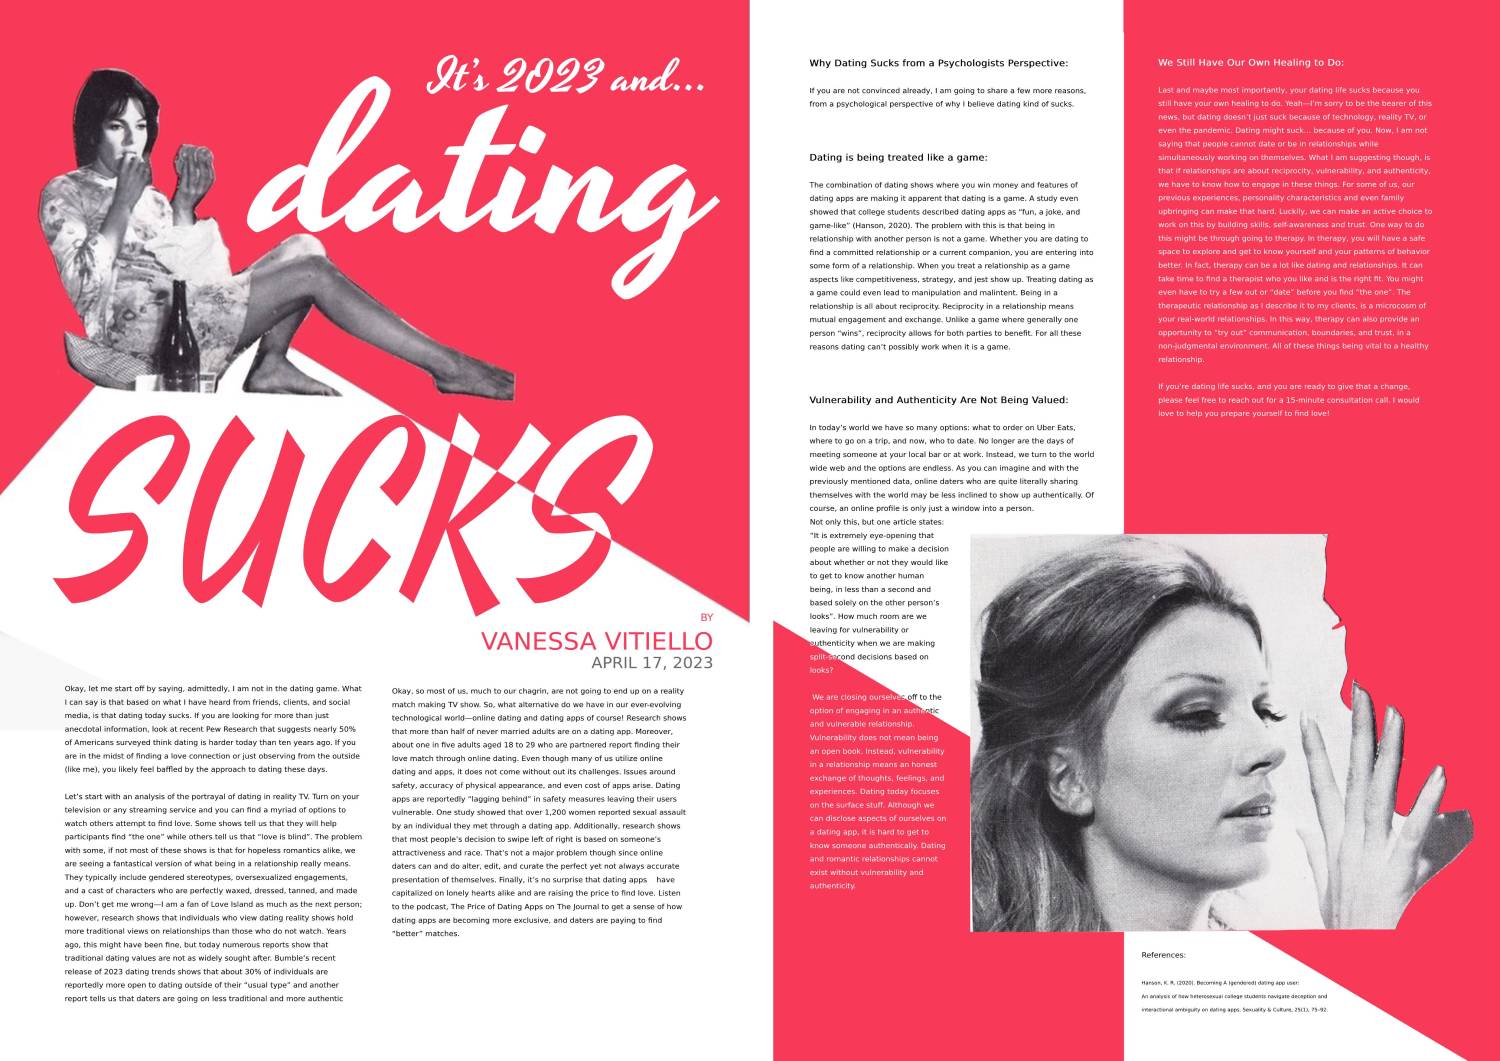 It's 2023 and...
dating
SUCKS
BY
VANESSA VITIELLO
APRIL 17, 2023
Okay, let me start off by saying, admittedly, I am not in the dating game. What
I can say is that based on what I have heard from friends, clients, and social
media, is that dating today sucks. If you are looking for more than just
anecdotal information, look at recent Pew Research that suggests nearly 50%
of Americans surveyed think dating is harder today than ten years ago. If you
are in the midst of finding a love connection or just observing from the outside
(like me), you likely feel baffled by the approach to dating these days.
Let's start with an analysis of the portrayal of dating in reality TV. Turn on your
television or any streaming service and you can find a myriad of options to
watch others attempt to find love. Some shows tell us that they will help
participants find “the one” while others tell us that “love is blind”. The problem
with some, if not most of these shows is that for hopeless romantics alike, we
are seeing a fantastical version of what being in a relationship really means.
They typically include gendered stereotypes, oversexualized engagements,
and a cast of characters who are perfectly waxed, dressed, tanned, and made
up. Don't get me wrong—I am a fan of Love Island as much as the next person;
however, research shows that individuals who view dating reality shows hold
more traditional views on relationships than those who do not watch. Years
ago, this might have been fine, but today numerous reports show that
traditional dating values are not as widely sought after. Bumble's recent
release of 2023 dating trends shows that about 30% of individuals are
reportedly more open to dating outside of their “usual type” and another
report tells us that daters are going on less traditional and more authentic
Okay, so most of us, much to our chagrin, are not going to end up on a reality
match making TV show. So, what alternative do we have in our ever-evolving
technological world—online dating and dating apps of course! Research shows
that more than half of never married adults are on a dating app. Moreover,
about one in five adults aged 18 to 29 who are partnered report finding their
love match through online dating. Even though many of us utilize online
dating and apps, it does not come without out its challenges. Issues around
safety, accuracy of physical appearance, and even cost of apps arise. Dating
apps are reportedly “lagging behind” in safety measures leaving their users
vulnerable. One study showed that over 1,200 women reported sexual assault
by an individual they met through a dating app. Additionally, research shows
that most people's decision to swipe left of right is based on someone's
attractiveness and race. That's not a major problem though since online
daters can and do alter, edit, and curate the perfect yet not always accurate
presentation of themselves. Finally, it's no surprise that dating apps have
capitalized on lonely hearts alike and are raising the price to find love. Listen
to the podcast, The Price of Dating Apps on The Journal to get a sense of how
dating apps are becoming more exclusive, and daters are paying to find
“better” matches.
Why Dating Sucks from a Psychologists Perspective:
If you are not convinced already, I am going to share a few more reasons,
from a psychological perspective of why I believe dating kind of sucks.
Dating is being treated like a game:
The combination of dating shows where you win money and features of
dating apps are making it apparent that dating is a game. A study even
showed that college students described dating apps as “fun, a joke, and
game-like” (Hanson, 2020). The problem with this is that being in
relationship with another person is not a game. Whether you are dating to
find a committed relationship or a current companion, you are entering into
some form of a relationship. When you treat a relationship as a game
aspects like competitiveness, strategy, and jest show up. Treating dating as
a game could even lead to manipulation and malintent. Being in a
relationship is all about reciprocity. Reciprocity in a relationship means
mutual engagement and exchange. Unlike a game where generally one
person “wins”, reciprocity allows for both parties to benefit. For all these
reasons dating can't possibly work when it is a game.
Vulnerability and Authenticity Are Not Being Valued:
In today's world we have so many options: what to order on Uber Eats,
where to go on a trip, and now, who to date. No longer are the days of
meeting someone at your local bar or at work. Instead, we turn to the world
wide web and the options are endless. As you can imagine and with the
previously mentioned data, online daters who are quite literally sharing
themselves with the world may be less inclined to show up authentically. Of
course, an online profile is only just a window into a person.
Not only this, but one article states:
“It is extremely eye-opening that
people are willing to make a decision
about whether or not they would like
to get to know another human
being, in less than a second and
based solely on the other person's
looks”. How much room are we
leaving for vulnerability or
authenticity when we are making
split-second decisions based on
looks?
We are closing ourselves off to the
option of engaging in an authentic
and vulnerable relationship.
Vulnerability does not mean being
an open book. Instead, vulnerability
in a relationship means an honest
exchange of thoughts, feelings, and
experiences. Dating today focuses
on the surface stuff. Although we
can disclose aspects of ourselves on
a dating app, it is hard to get to
know someone authentically. Dating
and romantic relationships cannot
exist without vulnerability and
authenticity.
We Still Have Our Own Healing to Do:
Last and maybe most importantly, your dating life sucks because you
still have your own healing to do. Yeah—I'm sorry to be the bearer of this
news, but dating doesn't just suck because of technology, reality TV, or
even the pandemic. Dating might suck... because of you. Now, I am not
saying that people cannot date or be in relationships while
simultaneously working on themselves. What I am suggesting though, is
that if relationships are about reciprocity, vulnerability, and authenticity,
we have to know how to engage in these things. For some of us, our
previous experiences, personality characteristics and even family
upbringing can make that hard. Luckily, we can make an active choice to
work on this by building skills, self-awareness and trust. One way to do
this might be through going to therapy. In therapy, you will have a safe
space to explore and get to know yourself and your patterns of behavior
better. In fact, therapy can be a lot like dating and relationships. It can
take time to find a therapist who you like and is the right fit. You might
even have to try a few out or “date” before you find “the one”. The
therapeutic relationship as I describe it to my clients, is a microcosm of
your real-world relationships. In this way, therapy can also provide an
opportunity to “try out” communication, boundaries, and trust, in a
non-judgmental environment. All of these things being vital to a healthy
relationship.
If you're dating life sucks, and you are ready to give that a change,
please feel free to reach out for a 15-minute consultation call. I would
love to help you prepare yourself to find love!
References:
Hanson, K. R. (2020). Becoming A (gendered) dating app user:
An analysis of how heterosexual college students navigate deception and
interactional ambiguity on dating apps. Sexuality & Culture, 25(1), 75-92.